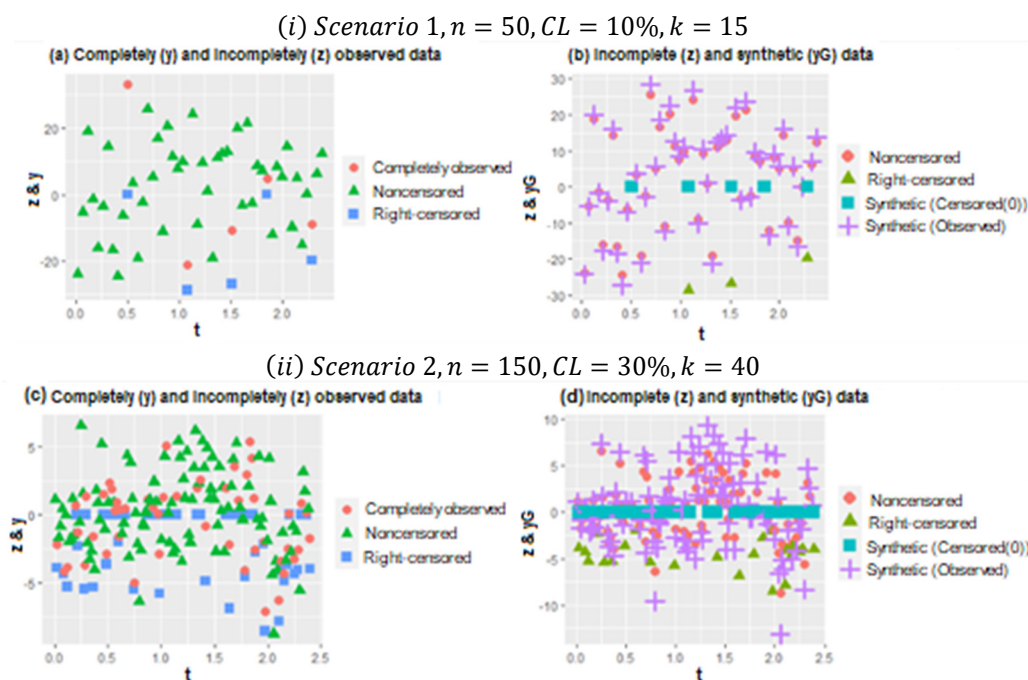 (i) Scenario 1, n = 50, CL = 10%, k = 15
(a) Completely (y) and Incompletely (z) observed data
z & y
20
0
-20
0.0 0.5 1.0 1.5 2.0
t
Completely observed
Noncensored
Right-censored
(b) Incomplete (z) and synthetic (yG) data
z & yG
30
20
10
0
-10
-20
-30
0.0 0.5 1.0 1.5 2.0
t
Noncensored
Right-censored
Synthetic (Censored(0))
Synthetic (Observed)
(ii) Scenario 2, n = 150, CL = 30%, k = 40
(c) Completely (y) and Incompletely (z) observed data
z & y
5
0
-5
0.0 0.5 1.0 1.5 2.0 2.5
t
Completely observed
Noncensored
Right-censored
(d) Incomplete (z) and synthetic (yG) data
z & yG
10
5
0
-5
-10
0.0 0.5 1.0 1.5 2.0 2.5
t
Noncensored
Right-censored
Synthetic (Censored(0))
Synthetic (Observed)